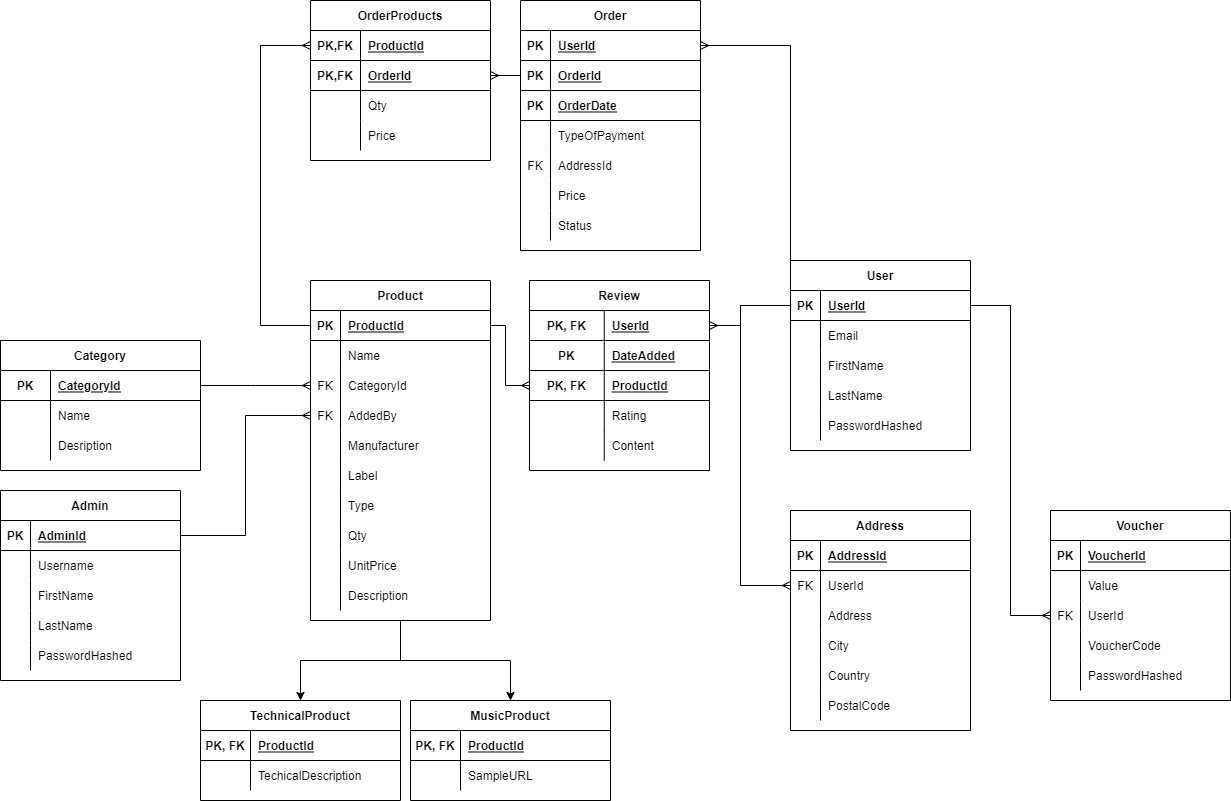 OrderProducts
PK,FK ProductId
PK,FK OrderId
Qty
Price
Order
PK UserId
PK OrderId
PK OrderDate
TypeOfPayment
FK AddressId
Price
Status
User
PK UserId
Email
FirstName
LastName
PasswordHashed
Product
PK ProductId
Name
FK CategoryId
FK AddedBy
Manufacturer
Label
Type
Qty
UnitPrice
Description
Review
PK, FK UserId
PK DateAdded
PK, FK ProductId
Rating
Content
Category
PK CategoryId
Name
Desription
Admin
PK AdminId
Username
FirstName
LastName
PasswordHashed
Address
PK AddressId
FK UserId
Address
City
Country
PostalCode
Voucher
PK VoucherId
Value
FK UserId
VoucherCode
PasswordHashed
TechnicalProduct
PK, FK ProductId
TechicalDescription
MusicProduct
PK, FK ProductId
SampleURL